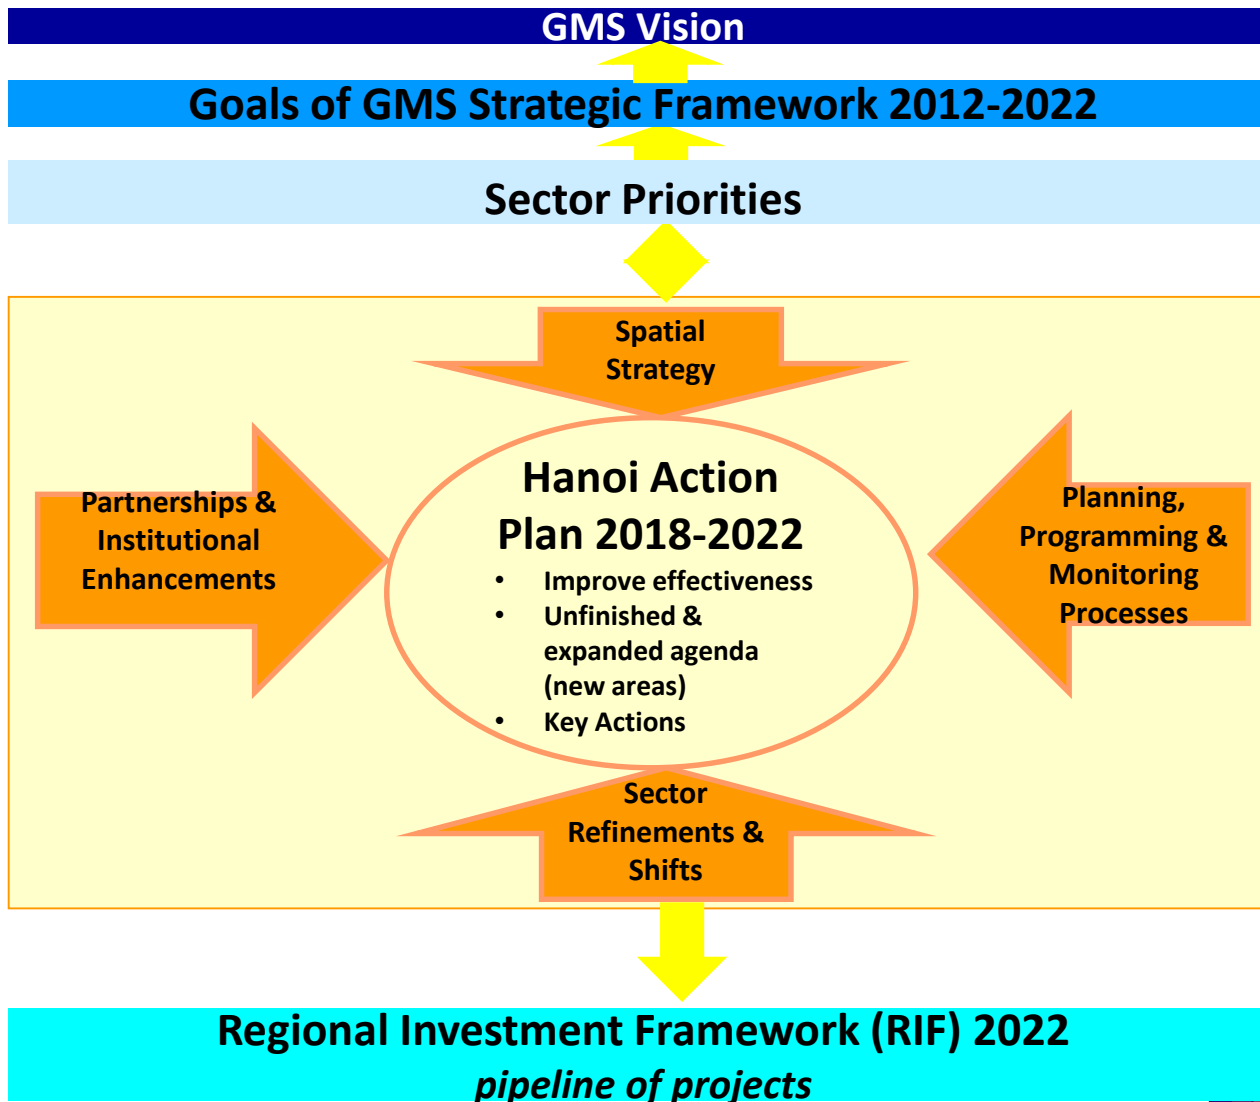 GMS Vision
Goals of GMS Strategic Framework 2012-2022
Sector Priorities
Spatial
Strategy
Partnerships &
Institutional
Enhancements
Hanoi Action
Plan 2018-2022
• Improve effectiveness
• Unfinished &
expanded agenda
(new areas)
• Key Actions
Planning,
Programming &
Monitoring
Processes
Sector
Refinements &
Shifts
Regional Investment Framework (RIF) 2022
pipeline of projects